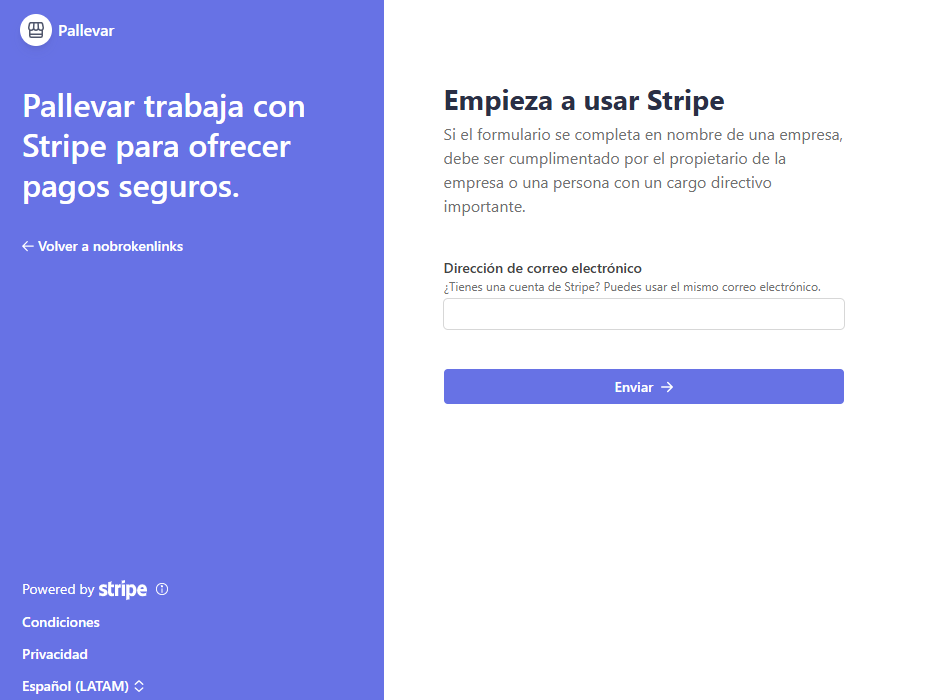 Pallevar
Pallevar trabaja con
Stripe para ofrecer
pagos seguros.
← Volver a nobrokenlinks
Powered by stripe
Condiciones
Privacidad
Español (LATAM)
Empieza a usar Stripe
Si el formulario se completa en nombre de una empresa,
debe ser cumplimentado por el propietario de la
empresa o una persona con un cargo directivo
importante.
Dirección de correo electrónico
¿Tienes una cuenta de Stripe? Puedes usar el mismo correo electrónico.
Enviar →